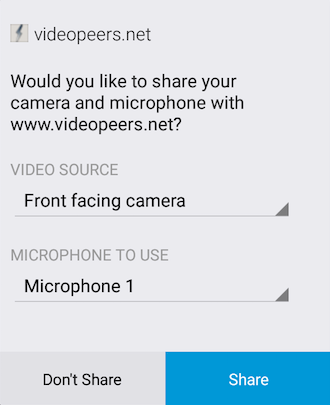 videopeers.net
Would you like to share your
camera and microphone with
www.videopeers.net?
VIDEO SOURCE
Front facing camera
MICROPHONE TO USE
Microphone 1
Don't Share
Share